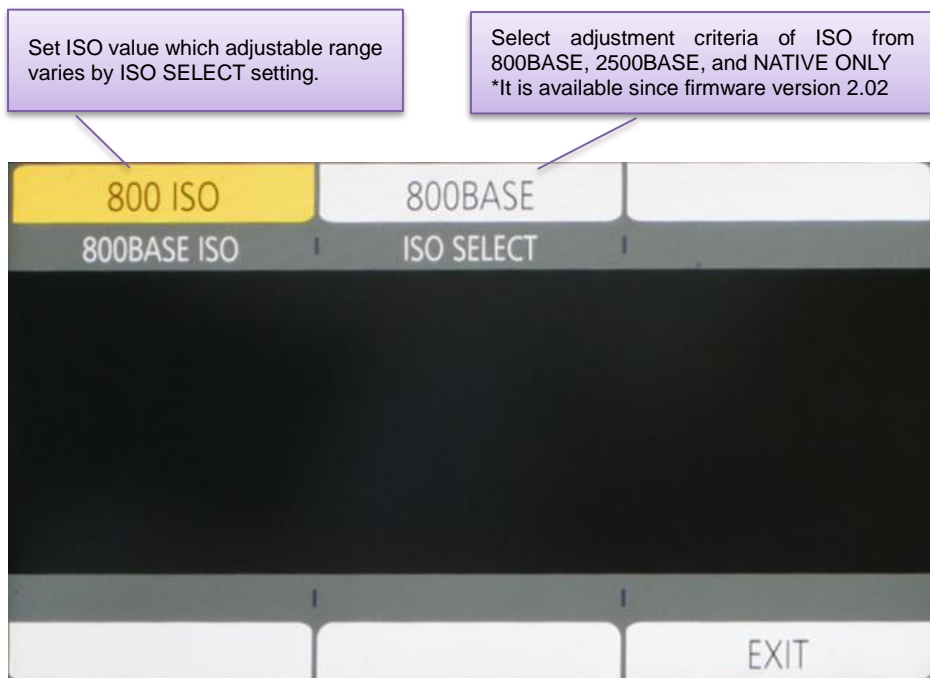 Set ISO value which adjustable range
varies by ISO SELECT setting.
Select adjustment criteria of ISO from
800BASE, 2500BASE, and NATIVE ONLY
*It is available since firmware version 2.02
800 ISO
800BASE
800BASE ISO
ISO SELECT
EXIT